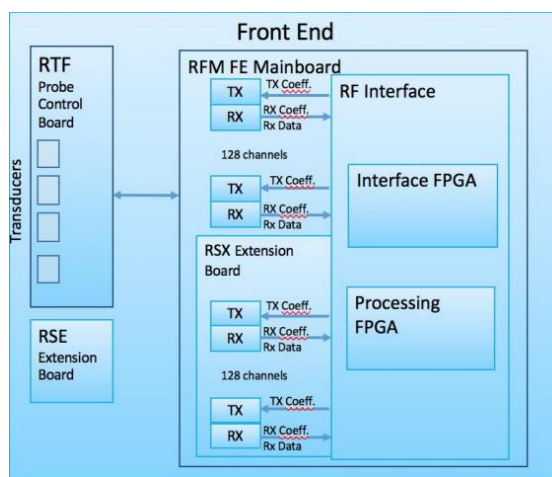 Front End
RTF
Probe
Control
Board
Transducers
RSE
Extension
Board
RFM FE Mainboard
TX
TX Coeff.
RX
RX Coeff.
Rx Data
128 channels
TX
TX Coeff.
RX
RX Coeff.
Rx Data
RSX Extension
Board
TX
TX Coeff.
RX
RX Coeff.
Rx Data
128 channels
TX
TX Coeff.
RX
RX Coeff.
Rx Data
RF Interface
Interface FPGA
Processing
FPGA